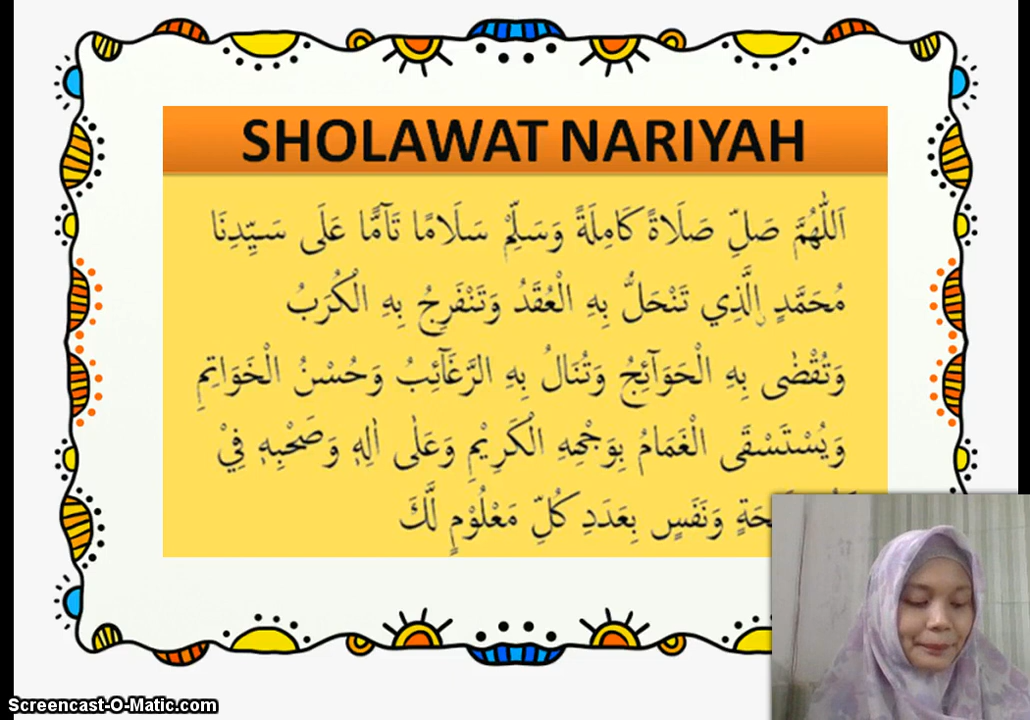 SHOLAWAT NARIYAH
اَللّٰهُمَّ صَلِّ صَلَاةً كَامِلَةً وَسَلِّمْ سَلَامًا تَآمًّا عَلَى سَيِّدِنَا
مُحَمَّدٍ الَّذِي تَنْحَلُّ بِهِ الْعُقَدُ وَتَنْفَرِجُ بِهِ الْكُرَبُ
وَتُقْضٰى بِهِ الْحَوَآئِجُ وَتُنَالُ بِهِ الرَّغَآئِبُ وَحُسْنُ الْخَوَاتِمِ
وَيُسْتَسْقَى الْغَمَامُ بِوَجْهِهِ الْكَرِيْمِ وَعَلٰى اٰلِهٖ وَصَحْبِهٖ فِيْ
وَنَفَسٍ بِعَدَدِ كُلِّ مَعْلُوْمٍ لَّكَ
Screencast-O-Matic.com